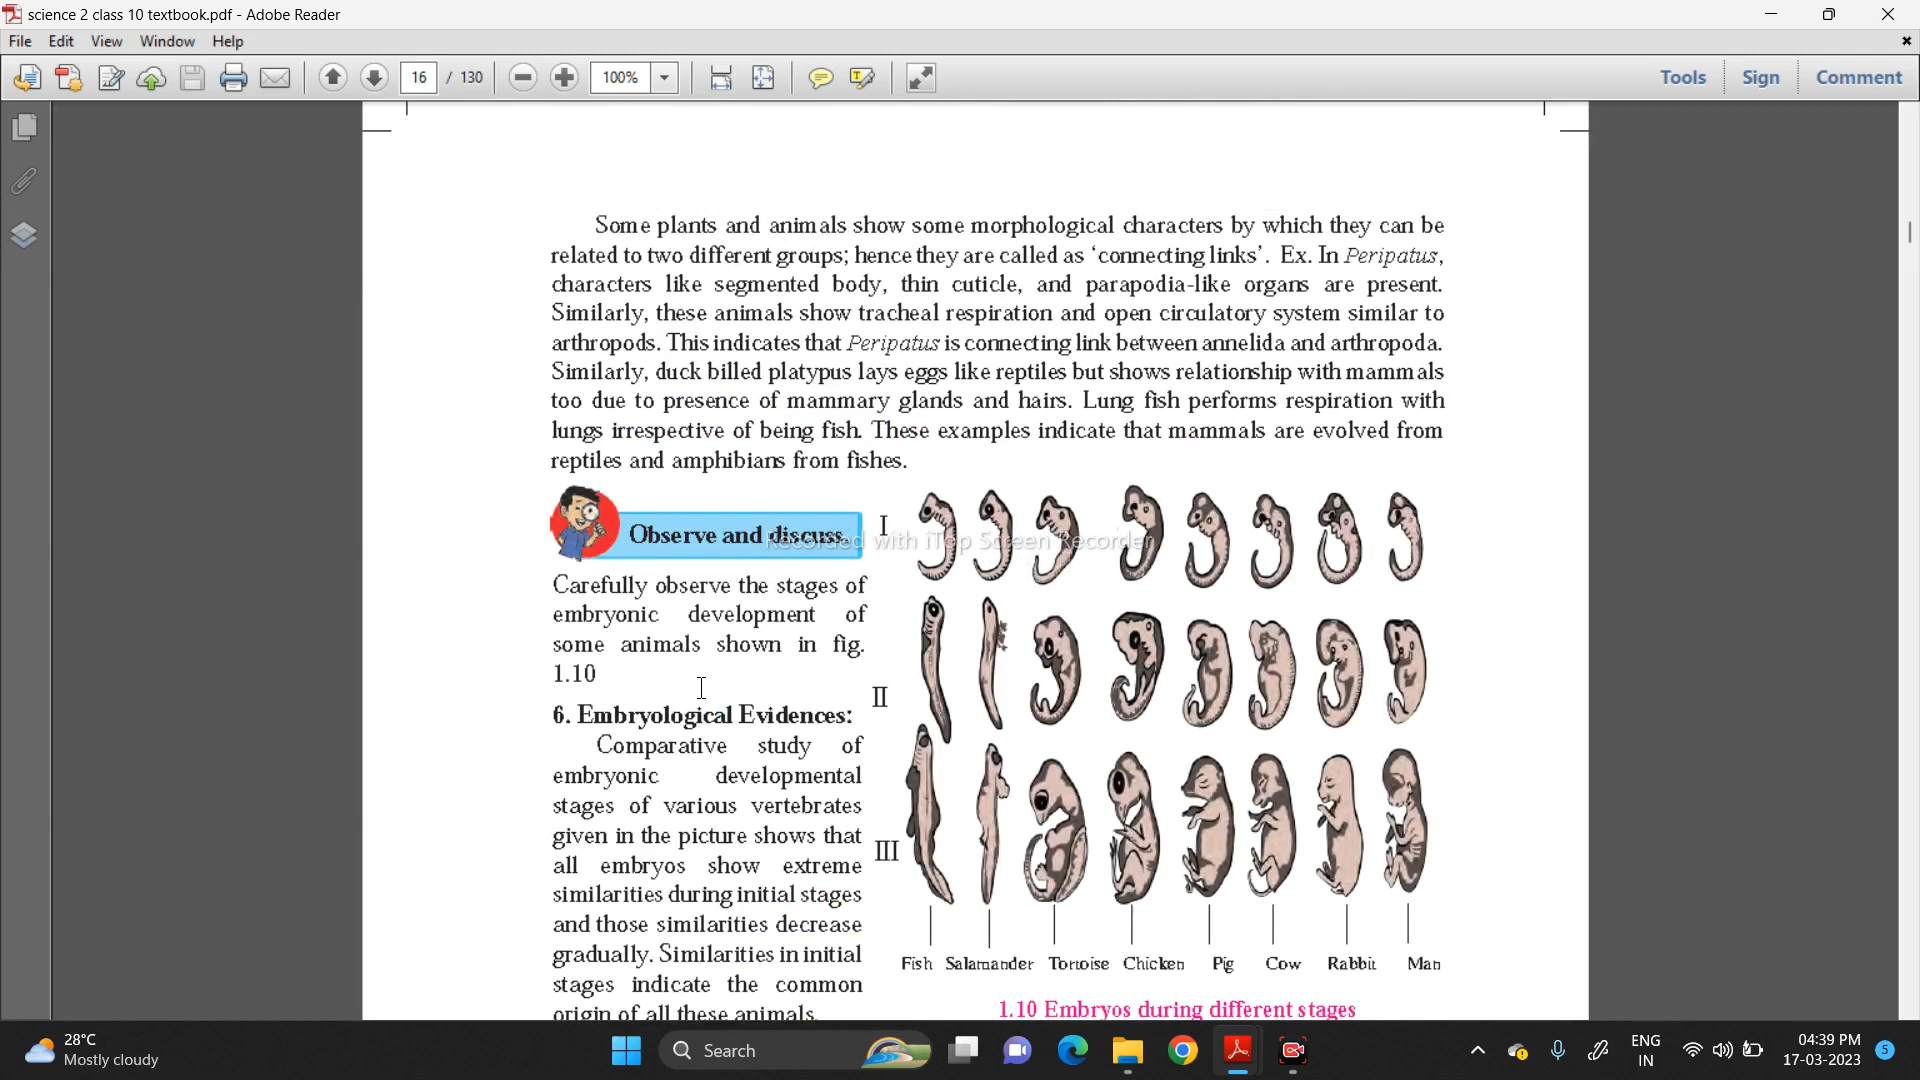 science 2 class 10 textbook.pdf - Adobe Reader
File Edit View Window Help
16 / 130 100% Tools Sign Comment
Some plants and animals show some morphological characters by which they can be
related to two different groups; hence they are called as ‘connecting links’. Ex. In Peripatus,
characters like segmented body, thin cuticle, and parapodia-like organs are present.
Similarly, these animals show tracheal respiration and open circulatory system similar to
arthropods. This indicates that Peripatus is connecting link between annelida and arthropoda.
Similarly, duck billed platypus lays eggs like reptiles but shows relationship with mammals
too due to presence of mammary glands and hairs. Lung fish performs respiration with
lungs irrespective of being fish. These examples indicate that mammals are evolved from
reptiles and amphibians from fishes.
Observe and discuss.
Recorded with iTop Screen Recorder
Carefully observe the stages of
embryonic development of
some animals shown in fig.
1.10
6. Embryological Evidences:
Comparative study of
embryonic developmental
stages of various vertebrates
given in the picture shows that
all embryos show extreme
similarities during initial stages
and those similarities decrease
gradually. Similarities in initial
stages indicate the common
origin of all these animals.
I
II
III
Fish Salamander Tortoise Chicken Pig Cow Rabbit Man
1.10 Embryos during different stages
28°C
Mostly cloudy
Search
ENG
IN
04:39 PM
17-03-2023
5